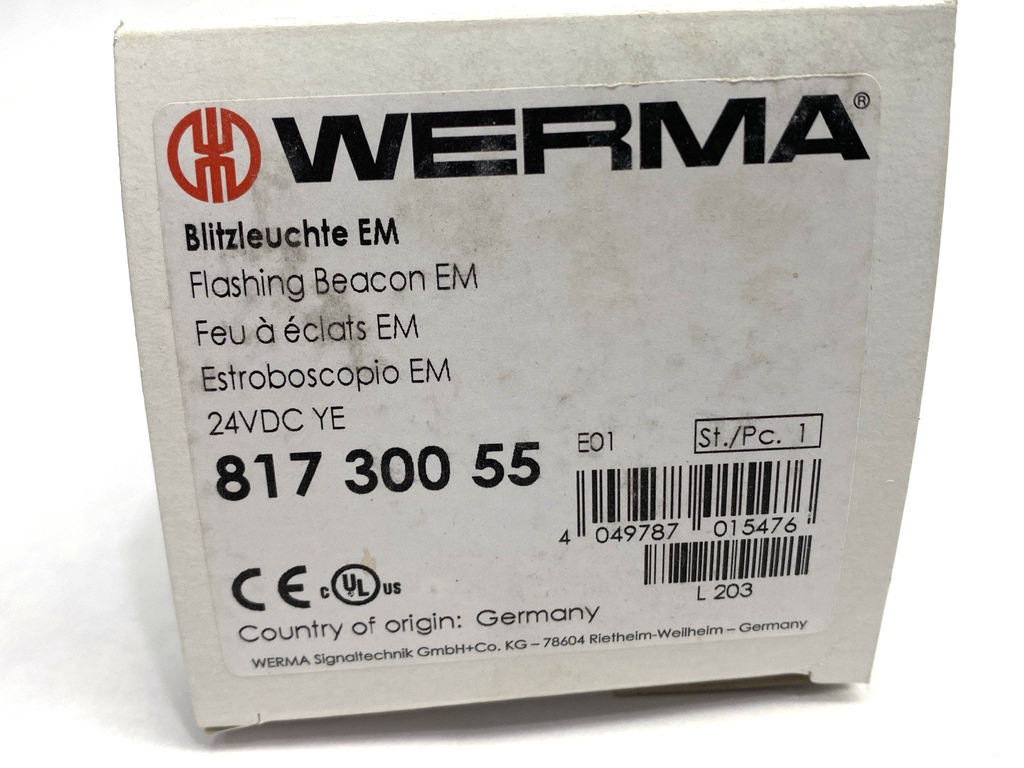 WERMA®
Blitzleuchte EM
Flashing Beacon EM
Feu à éclats EM
Estroboscopio EM
24VDC YE
817 300 55
E01
St./Pc. 1
4 049787 015476
L 203
CE c UL us
Country of origin: Germany
WERMA Signaltechnik GmbH+Co. KG – 78604 Rietheim-Weilheim – Germany